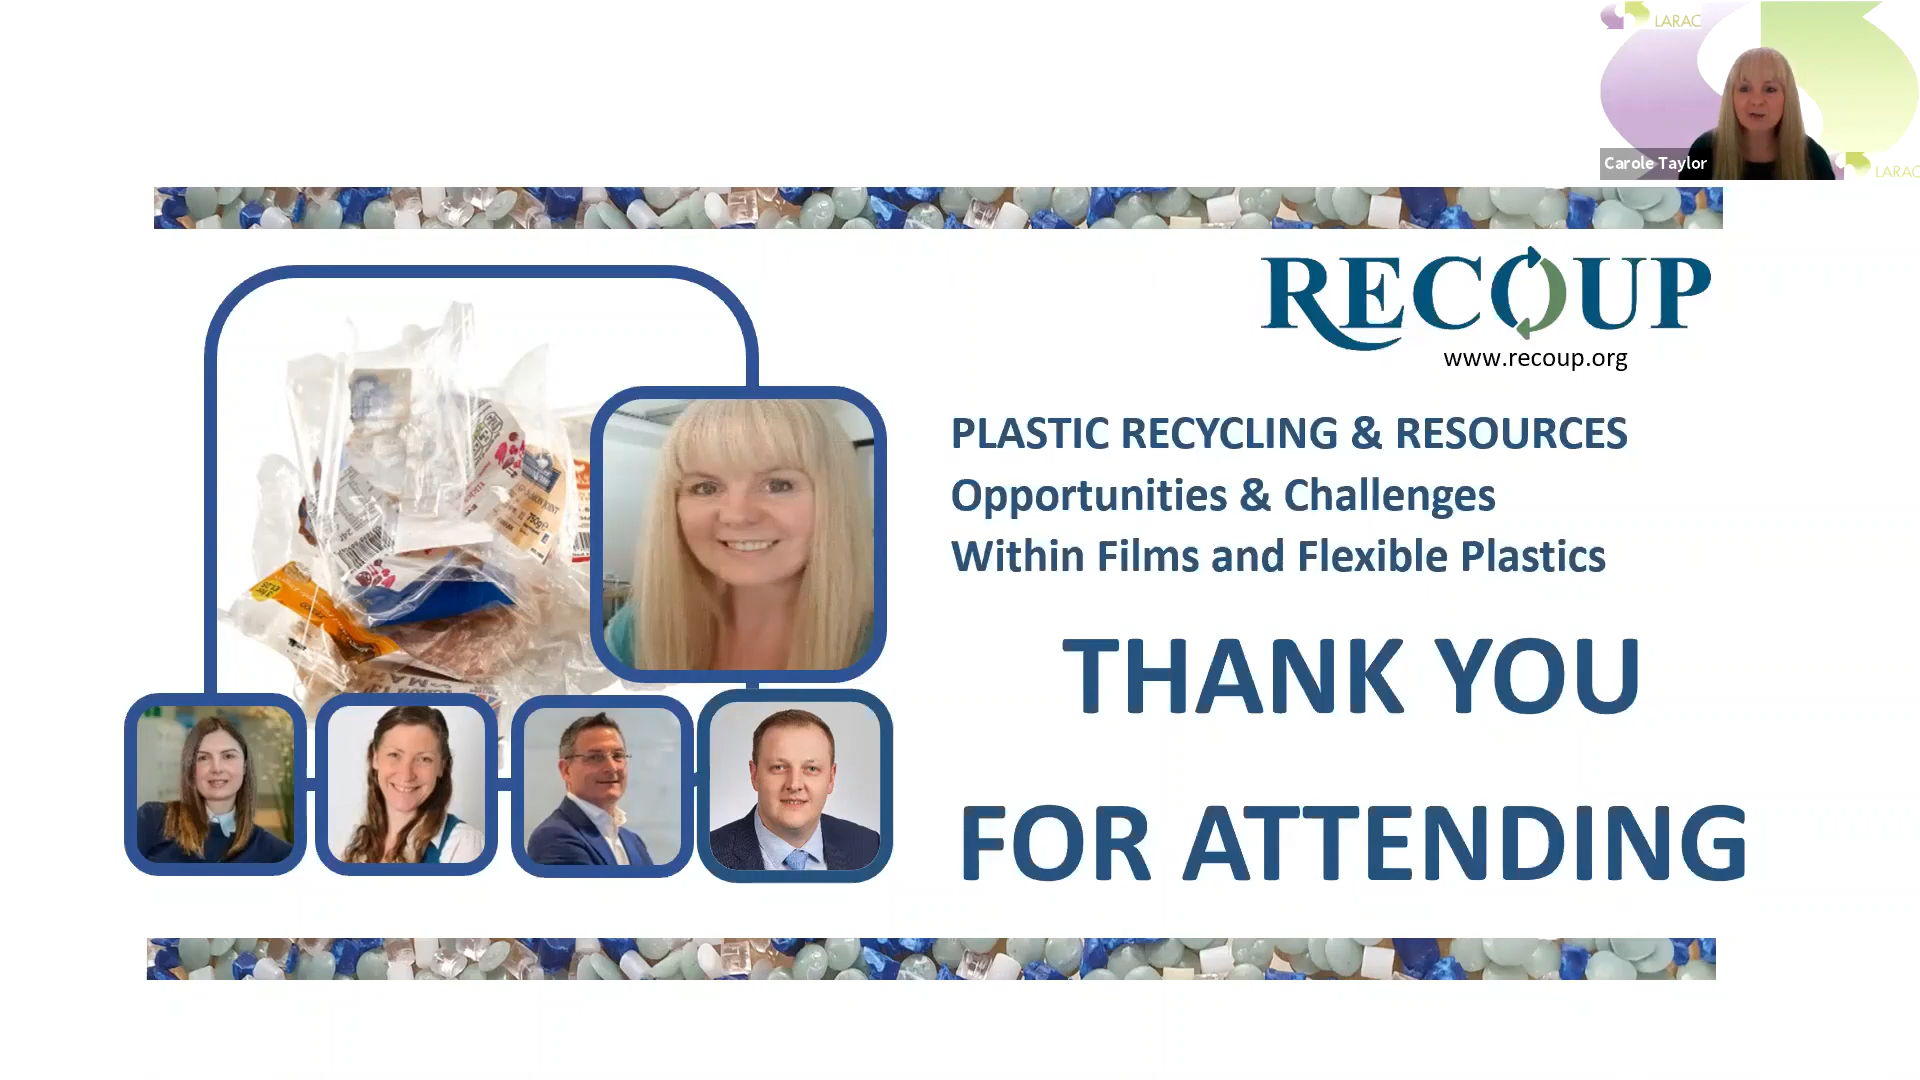 LARAC
Carole Taylor
LARAC
RECOUP
www.recoup.org
PLASTIC RECYCLING & RESOURCES
Opportunities & Challenges
Within Films and Flexible Plastics
THANK YOU
FOR ATTENDING
750g